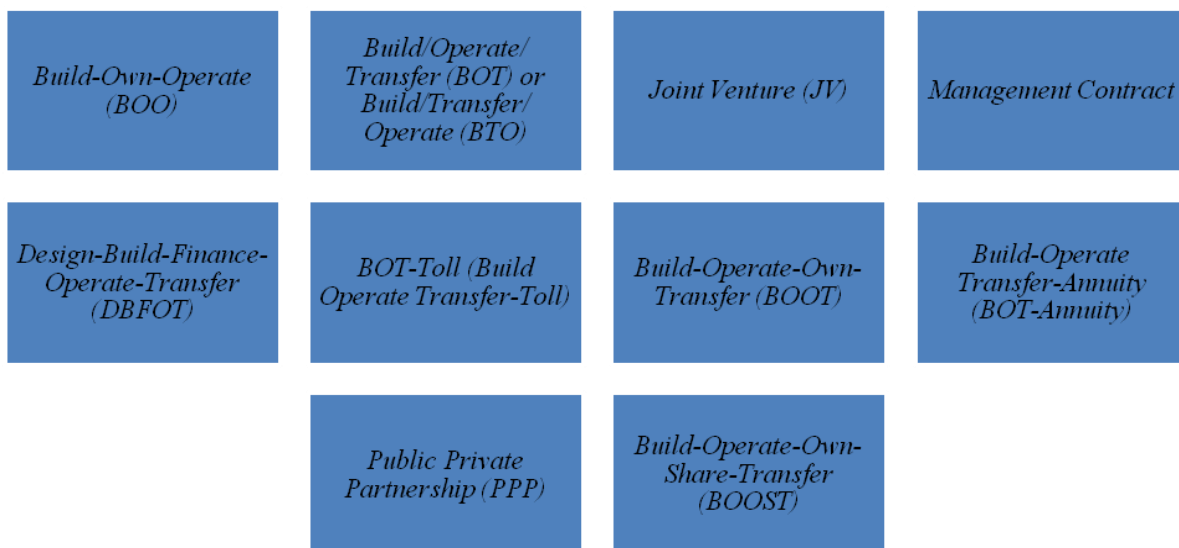 Build-Own-Operate
(BOO)
Build/Operate/
Transfer (BOT) or
Build/Transfer/
Operate (BTO)
Joint Venture (JV)
Management Contract
Design-Build-Finance-
Operate-Transfer
(DBFOT)
BOT-Toll (Build
Operate Transfer-Toll)
Build-Operate-Own-
Transfer (BOOT)
Build-Operate
Transfer-Annuity
(BOT-Annuity)
Public Private
Partnership (PPP)
Build-Operate-Own-
Share-Transfer
(BOOST)